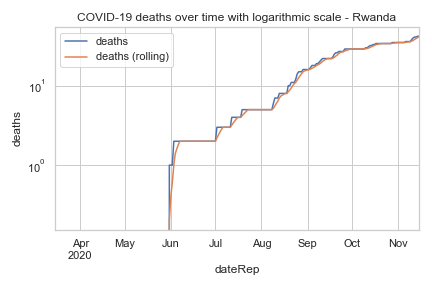 COVID-19 deaths over time with logarithmic scale - Rwanda
deaths
deaths (rolling)
10¹
10⁰
deaths
Apr May Jun Jul Aug Sep Oct Nov
2020
dateRep